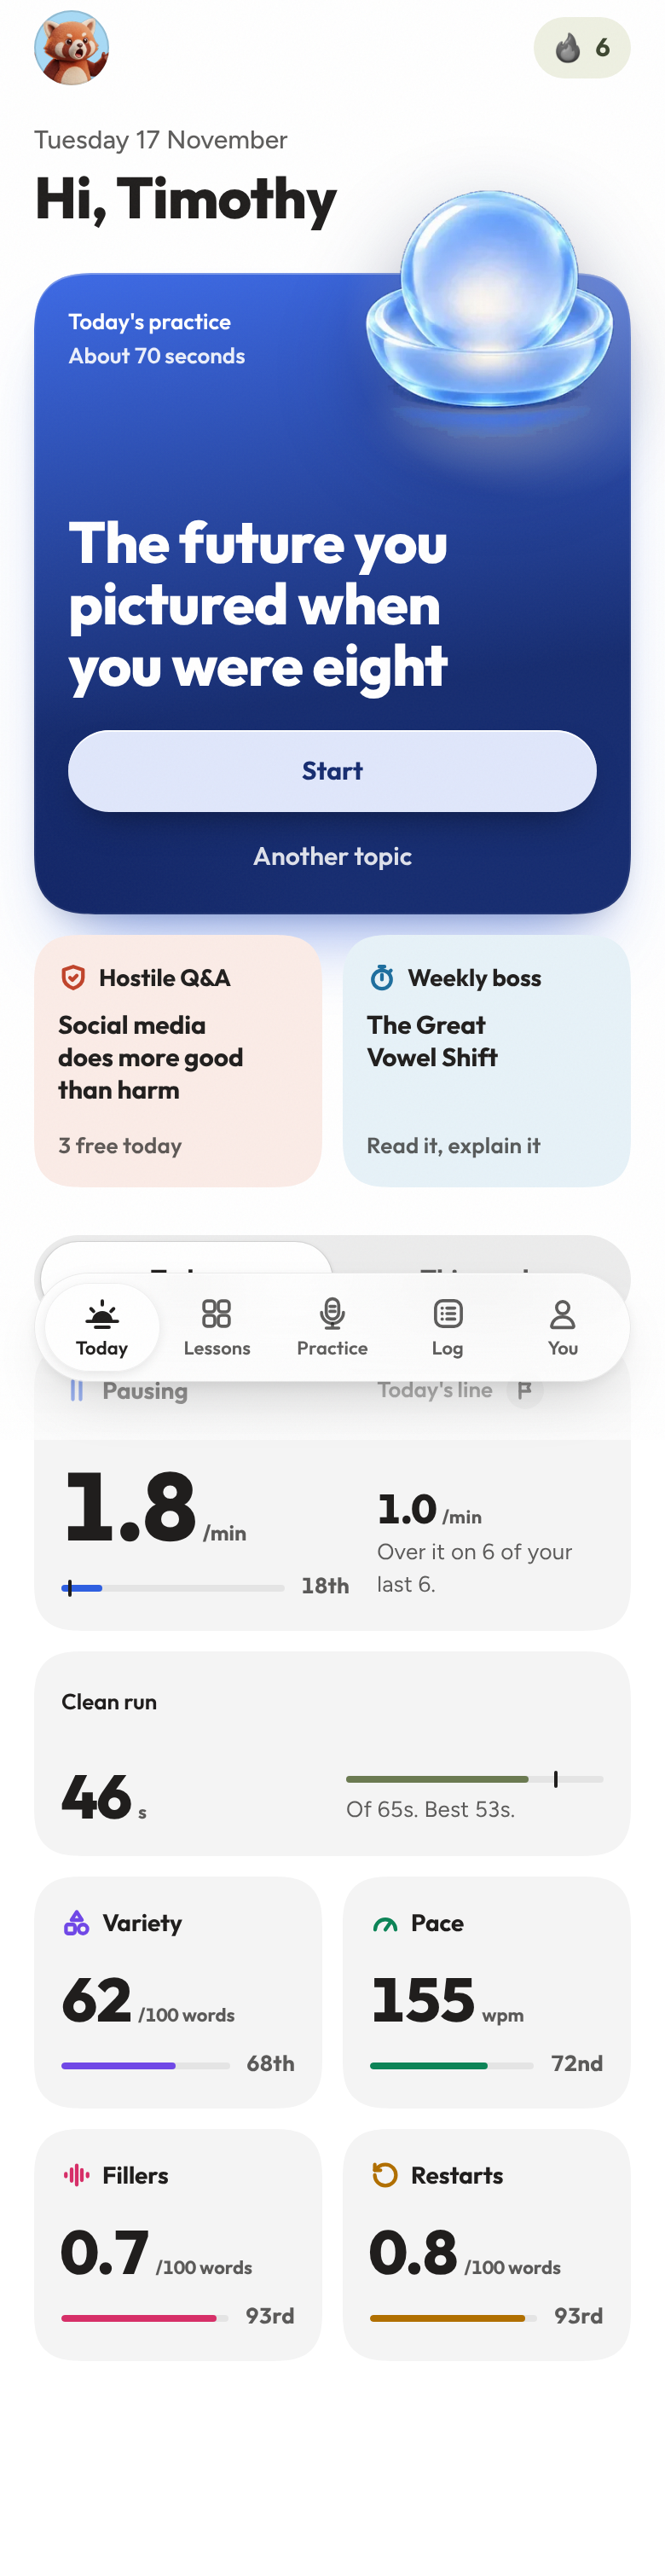 6
Tuesday 17 November
Hi, Timothy
Today's practice
About 70 seconds
The future you
pictured when
you were eight
Start
Another topic
Hostile Q&A
Social media
does more good
than harm
3 free today
Weekly boss
The Great
Vowel Shift
Read it, explain it
Today
Lessons
Practice
Log
You
Pausing
Today's line
1.8 /min
18th
1.0 /min
Over it on 6 of your
last 6.
Clean run
46 s
Of 65s. Best 53s.
Variety
62 /100 words
68th
Pace
155 wpm
72nd
Fillers
0.7 /100 words
93rd
Restarts
0.8 /100 words
93rd